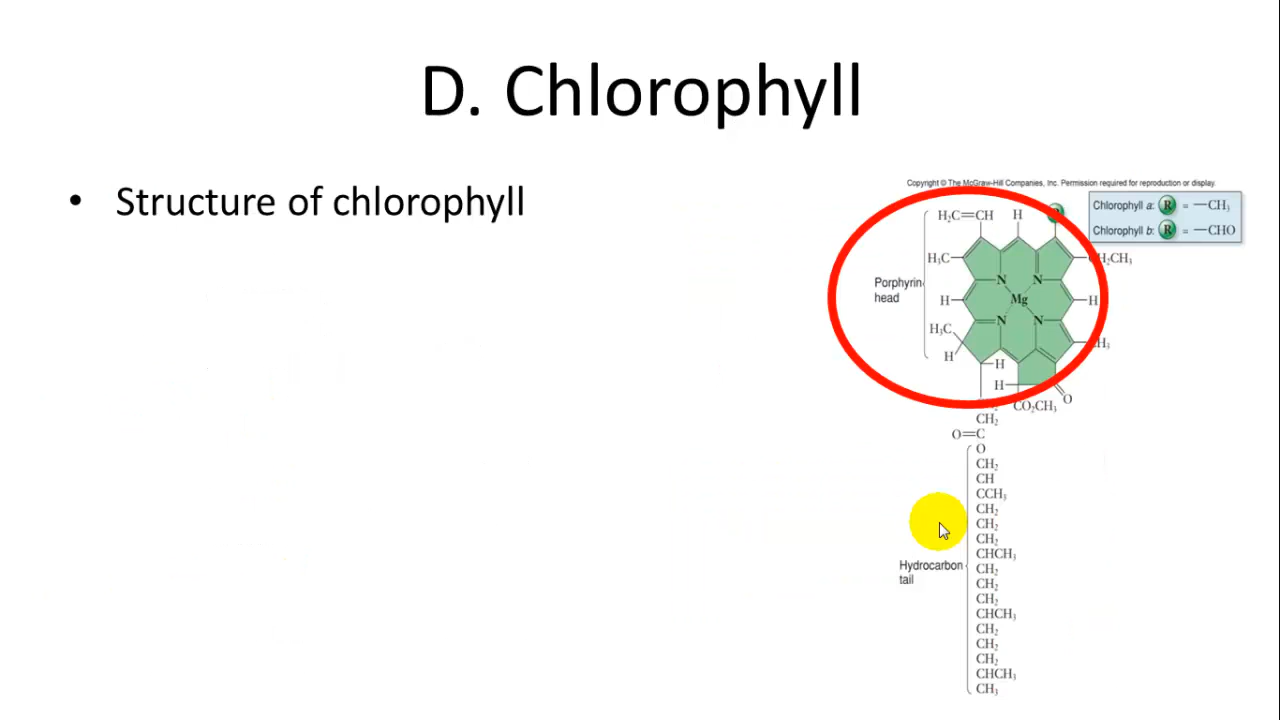 D. Chlorophyll
• Structure of chlorophyll
Copyright © The McGraw-Hill Companies, Inc. Permission required for reproduction or display.
Chlorophyll a: R = —CH₃
Chlorophyll b: R = —CHO
H₂C=CH H
H₃C CH₂CH₃
Porphyrin
head
N N
H Mg H
N N
H₃C
H
H
H
O
CO₂CH₃
CH₂
O=C
O
CH₂
CH
CCH₃
CH₂
CH₂
CH₂
CHCH₃
Hydrocarbon
tail
CH₂
CH₂
CH₂
CHCH₃
CH₂
CH₂
CH₂
CHCH₃
CH₃